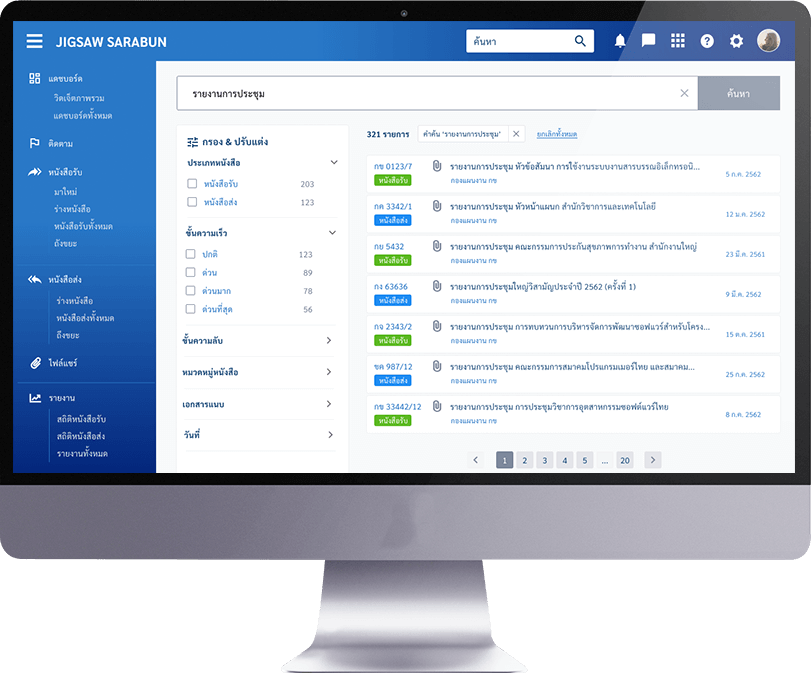 JIGSAW SARABUN
ค้นหา
แดชบอร์ด
วิดเจ็ตภาพรวม
แดชบอร์ดทั้งหมด
ติดตาม
หนังสือรับ
มาใหม่
ร่างหนังสือ
หนังสือรับทั้งหมด
ถังขยะ
หนังสือส่ง
ร่างหนังสือ
หนังสือส่งทั้งหมด
ถังขยะ
ไฟล์แชร์
รายงาน
สถิติหนังสือรับ
สถิติหนังสือส่ง
รายงานทั้งหมด
รายงานการประชุม
ค้นหา
กรอง & ปรับแต่ง
ประเภทหนังสือ
หนังสือรับ 203
หนังสือส่ง 123
ชั้นความเร็ว
ปกติ 123
ด่วน 89
ด่วนมาก 78
ด่วนที่สุด 56
ชั้นความลับ
หมวดหมู่หนังสือ
เอกสารแนบ
วันที่
321 รายการ คำค้น 'รายงานการประชุม' ยกเลิกทั้งหมด
กข 0123/7 รายงานการประชุม หัวข้อสัมนา การใช้งานระบบงานสารบรรณอิเล็กทรอนิ... 5 ก.ค. 2562
หนังสือรับ กองแผนงาน กข
กค 3342/1 รายงานการประชุม หัวหน้าแผนก สำนักวิชาการและเทคโนโลยี 12 ม.ค. 2562
หนังสือส่ง กองแผนงาน กข
กย 5432 รายงานการประชุม คณะกรรมการประกันสุขภาพการทำงาน สำนักงานใหญ่ 23 มี.ค. 2561
หนังสือรับ กองแผนงาน กข
กง 63636 รายงานการประชุมใหญ่วิสามัญประจำปี 2562 (ครั้งที่ 1) 9 มี.ค. 2562
หนังสือส่ง กองแผนงาน กข
กจ 2343/2 รายงานการประชุม การทบทวนการบริหารจัดการพัฒนาซอฟแวร์สำหรับโครง... 15 ต.ค. 2561
หนังสือรับ กองแผนงาน กข
ขค 987/12 รายงานการประชุม คณะกรรมการสมาคมโปรแกรมเมอร์ไทย และสมาคม... 25 ก.ค. 2562
หนังสือส่ง กองแผนงาน กข
กข 33442/12 รายงานการประชุม การประชุมวิชาการอุตสาหกรรมซอฟต์แวร์ไทย 8 ก.ค. 2562
หนังสือรับ กองแผนงาน กข
1 2 3 4 5 ... 20